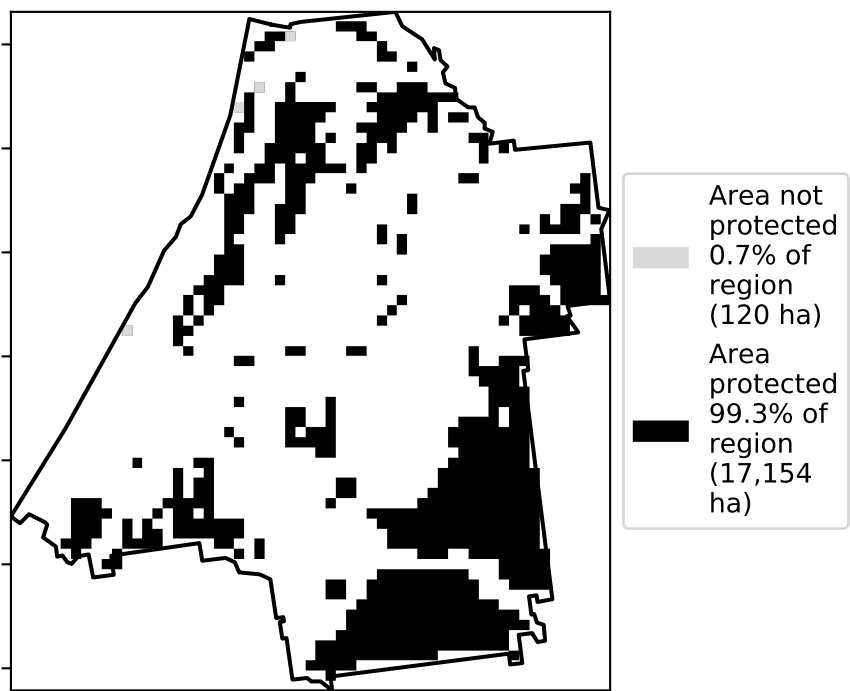 Area not
protected
0.7% of
region
(120 ha)
Area
protected
99.3% of
region
(17,154
ha)